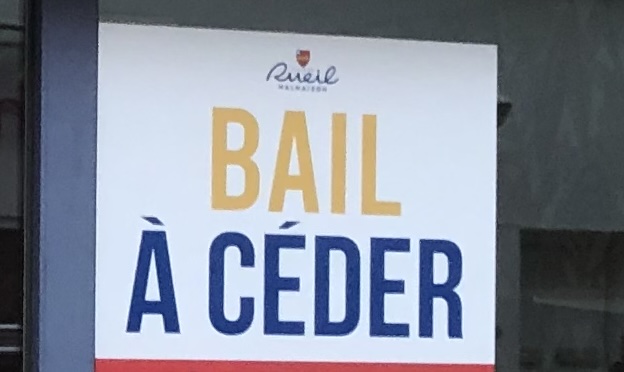 Rueil
MALMAISON
BAIL
À CÉDER